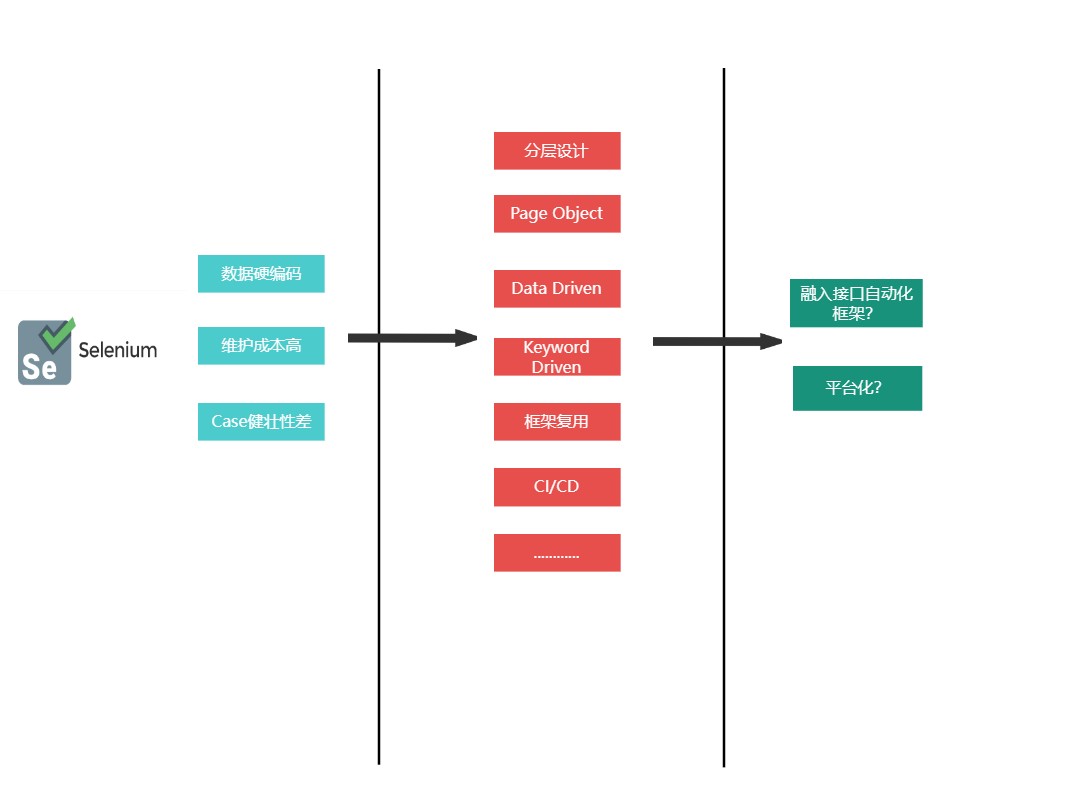 Se
Selenium
数据硬编码
维护成本高
Case健壮性差
分层设计
Page Object
Data Driven
Keyword
Driven
框架复用
CI/CD
............
融入接口自动化
框架？
平台化？